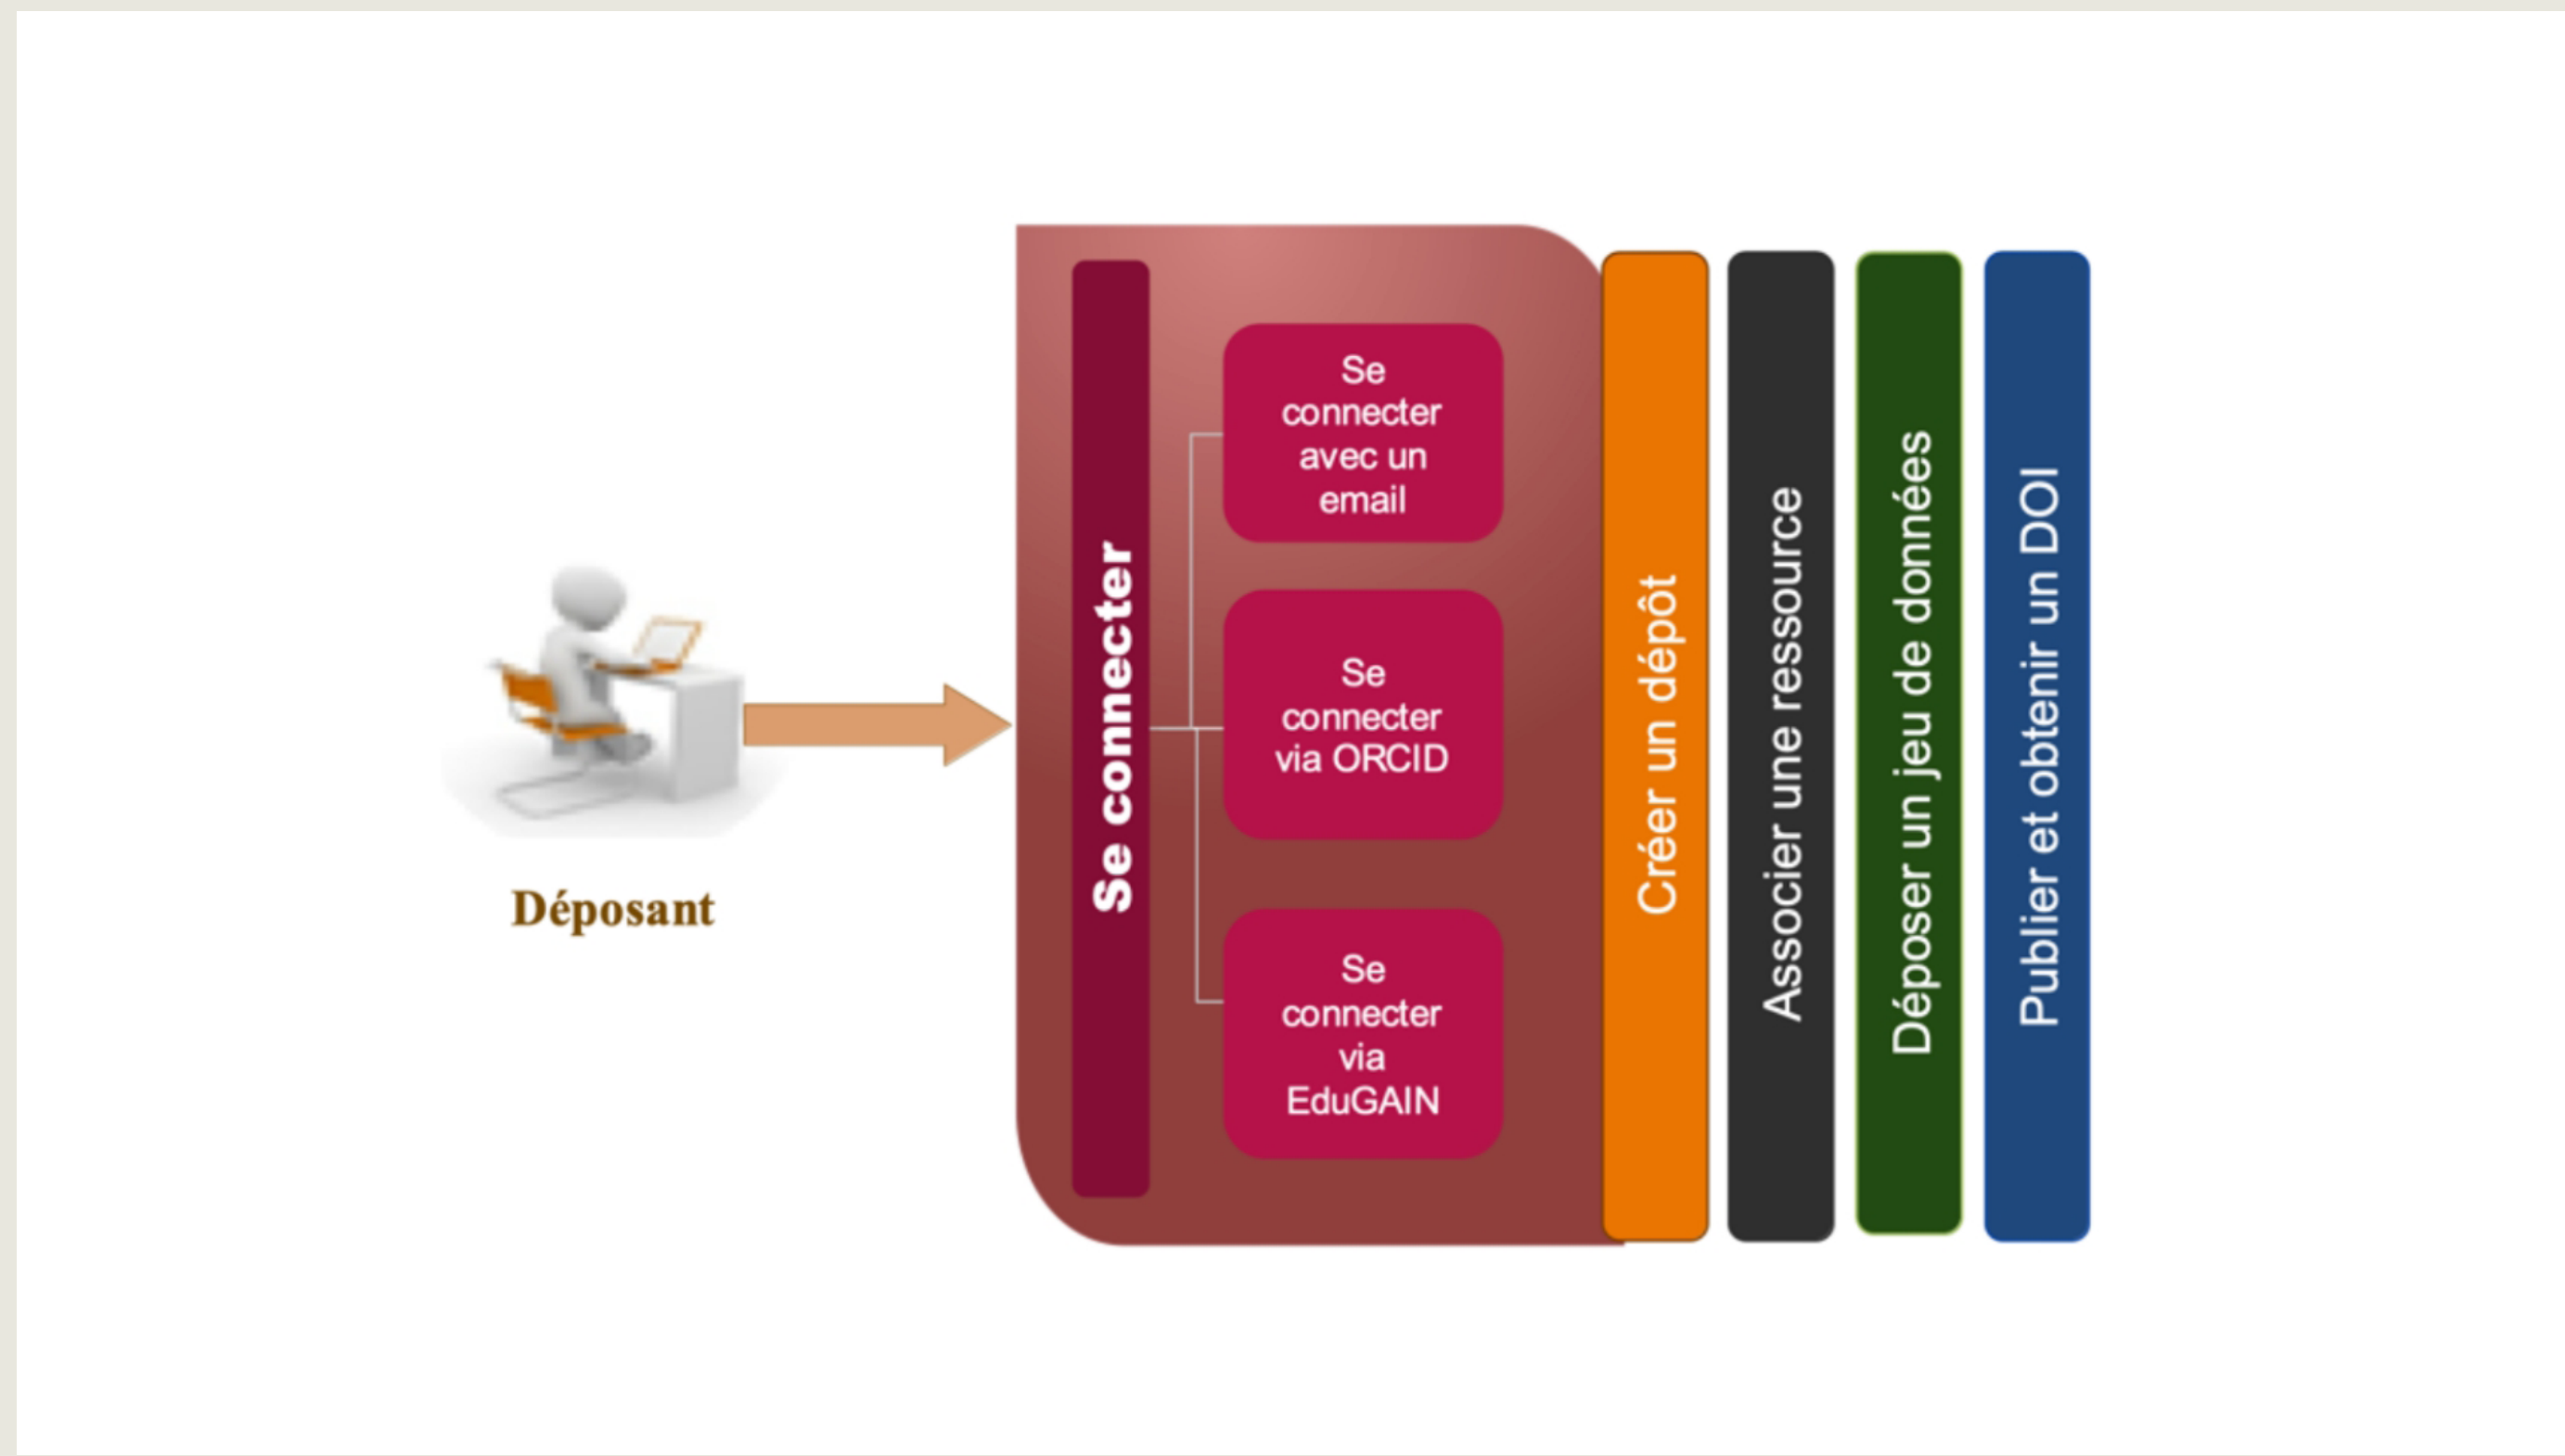 Déposant
Se connecter
Se
connecter
avec un
email
Se
connecter
via ORCID
Se
connecter
via
EduGAIN
Créer un dépôt
Associer une ressource
Déposer un jeu de données
Publier et obtenir un DOI